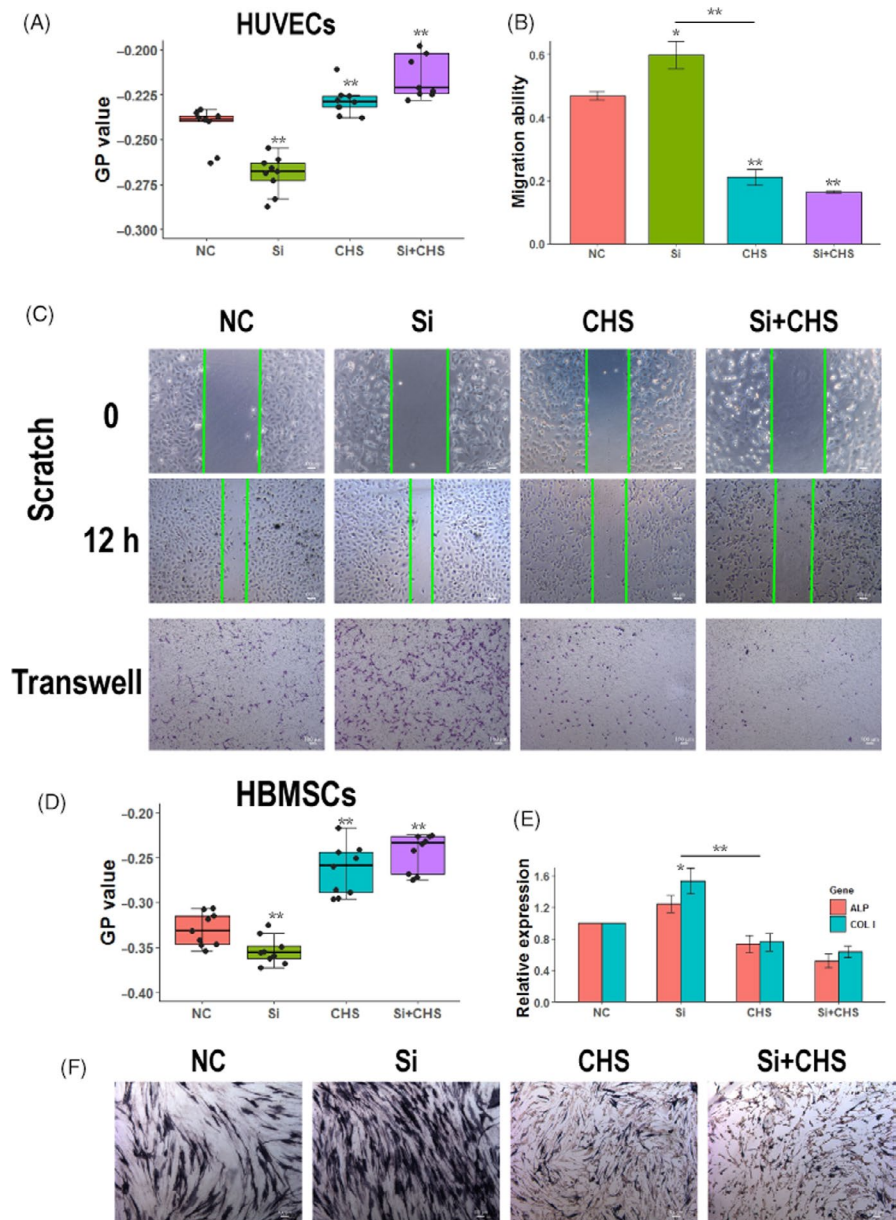 (A)
HUVECs
−0.200
−0.225
−0.250
−0.275
−0.300
GP value
**
**
**
NC
Si
CHS
Si+CHS
(B)
**
0.6
0.4
0.2
0.0
Migration ability
*
**
**
NC
Si
CHS
Si+CHS
(C)
NC
Si
CHS
Si+CHS
Scratch
0
12 h
Transwell
(D)
HBMSCs
−0.20
−0.25
−0.30
−0.35
−0.40
GP value
**
**
**
NC
Si
CHS
Si+CHS
(E)
**
1.6
1.2
0.8
0.4
0.0
Relative expression
*
Gene
ALP
COL I
NC
Si
CHS
Si+CHS
(F)
NC
Si
CHS
Si+CHS